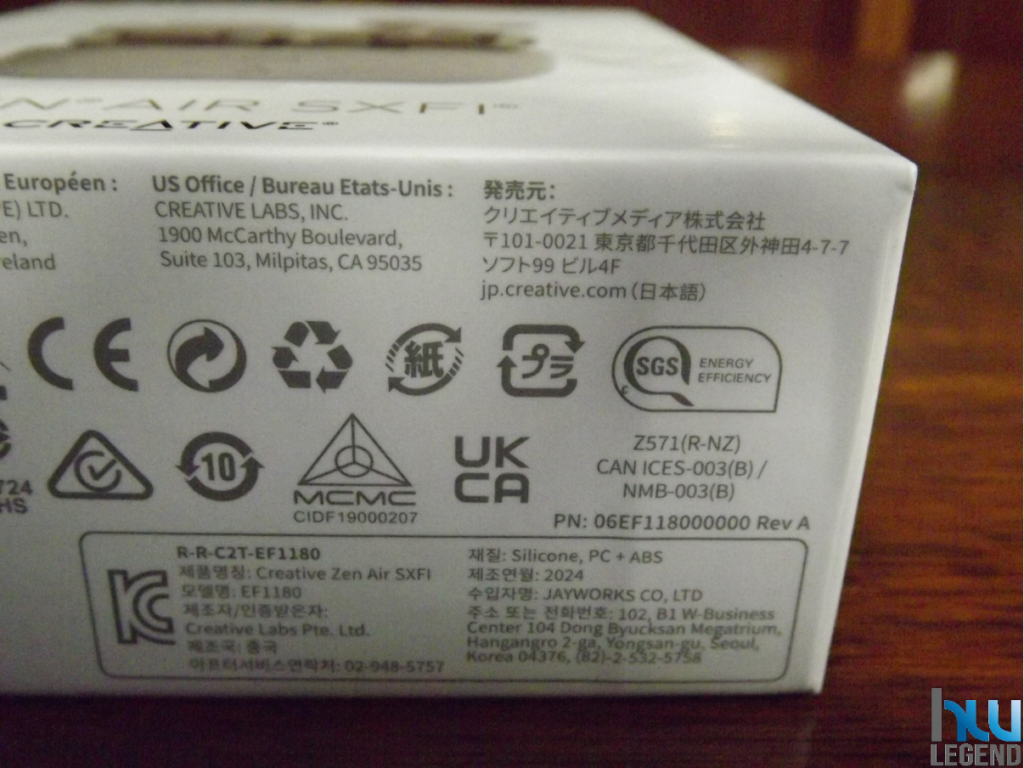 N® AIR SXFI®
CREATIVE®
Européen :
E) LTD.
en,
reland
US Office / Bureau Etats-Unis :
CREATIVE LABS, INC.
1900 McCarthy Boulevard,
Suite 103, Milpitas, CA 95035
発売元：
クリエイティブメディア株式会社
〒101-0021 東京都千代田区外神田4-7-7
ソフト99 ビル4F
jp.creative.com（日本語）
CE
紙
プラ
SGS
ENERGY
EFFICIENCY
724
HS
10
MCMC
CIDF19000207
UK
CA
Z571(R-NZ)
CAN ICES-003(B) /
NMB-003(B)
PN: 06EF118000000 Rev A
R-R-C2T-EF1180
제품명칭: Creative Zen Air SXFI
모델명: EF1180
제조자/인증받은자:
Creative Labs Pte. Ltd.
제조국: 중국
아프터서비스연락처: 02-948-5757
재질: Silicone, PC + ABS
제조연월: 2024
수입자명: JAYWORKS CO, LTD
주소 또는 전화번호: 102, B1 W-Business
Center 104 Dong Byucksan Megatrium,
Hangangro 2-ga, Yongsan-gu, Seoul,
Korea 04376, (82)-2-532-5758
KC
hw
LEGEND